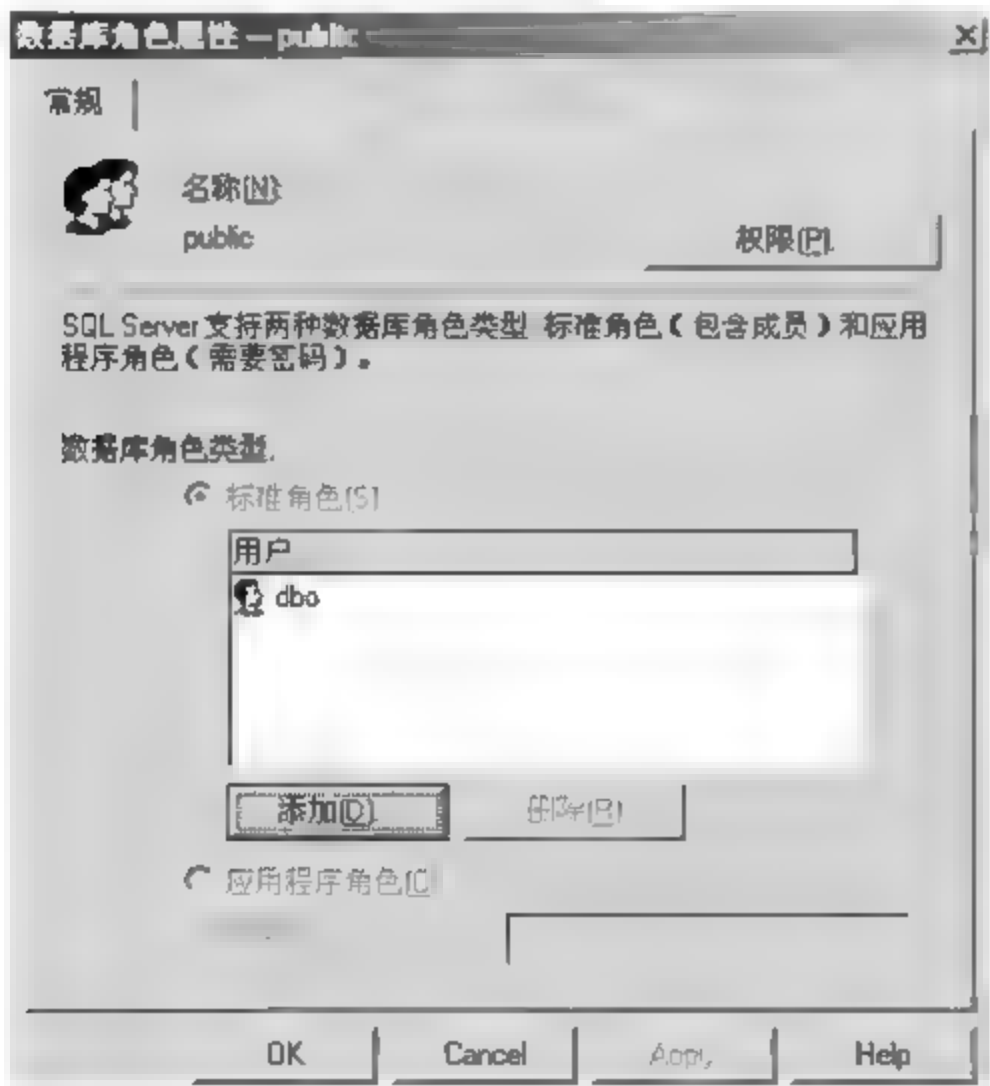 数据库角色属性 - public
常规
名称(N):
public
权限(P)
SQL Server 支持两种数据库角色类型 标准角色(包含成员)和应用
程序角色(需要密码)。
数据库角色类型:
标准角色(S)
用户
dbo
添加(D)
删除(R)
应用程序角色(C)
OK Cancel Apply Help